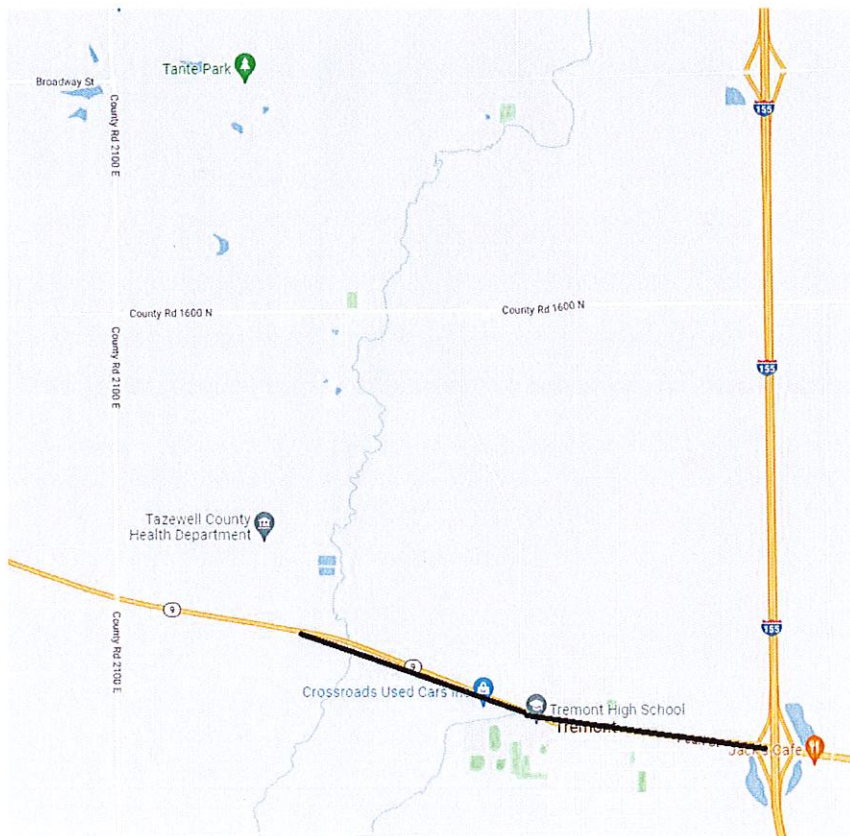 Tante Park
Broadway St
County Rd 2100 E
155
County Rd 1600 N
County Rd 1600 N
County Rd 2100 E
155
Tazewell County
Health Department
9
County Rd 2100 E
155
9
Crossroads Used Cars
Tremont High School
Tremont
Jack's Cafe